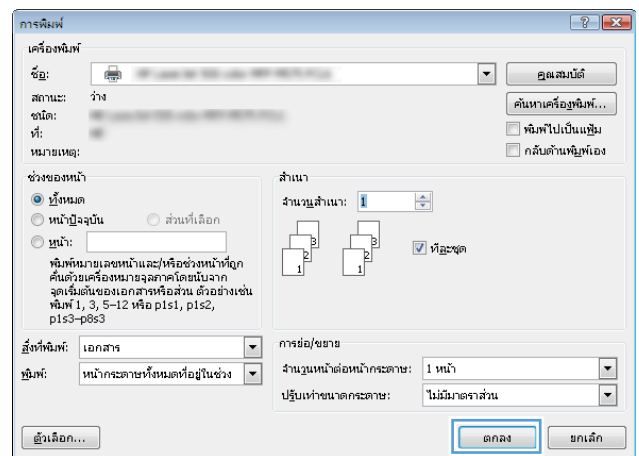 การพิมพ์
เครื่องพิมพ์
ชื่อ:
คุณสมบัติ
สถานะ: ว่าง
ค้นหาเครื่องพิมพ์...
ชนิด:
ที่:
พิมพ์ไปเป็นแฟ้ม
หมายเหตุ:
กลับด้านพิมพ์เอง
ช่วงของหน้า
ทั้งหมด
หน้าปัจจุบัน ส่วนที่เลือก
หน้า:
พิมพ์หมายเลขหน้าและ/หรือช่วงหน้าที่ถูก
คั่นด้วยเครื่องหมายจุลภาคโดยนับจาก
จุดเริ่มต้นของเอกสารหรือส่วน ตัวอย่างเช่น
พิมพ์ 1, 3, 5–12 หรือ p1s1, p1s2,
p1s3–p8s3
สำเนา
จำนวนสำเนา: 1
1 2 3 1 2 3
ทีละชุด
สิ่งที่พิมพ์: เอกสาร
พิมพ์: หน้ากระดาษทั้งหมดที่อยู่ในช่วง
การย่อ/ขยาย
จำนวนหน้าต่อหน้ากระดาษ: 1 หน้า
ปรับเท่าขนาดกระดาษ: ไม่มีมาตราส่วน
ตัวเลือก...
ตกลง
ยกเลิก